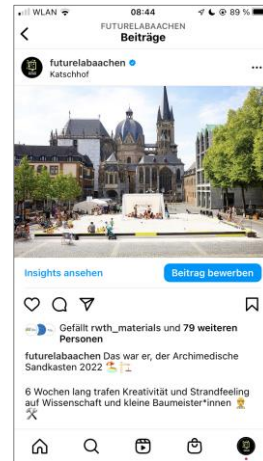 WLAN 08:44 89 %
FUTURELABAACHEN
Beiträge
futurelabaachen
Katschhof
Insights ansehen
Beitrag bewerben
Gefällt rwth_materials und 79 weiteren
Personen
futurelabaachen Das war er, der Archimedische
Sandkasten 2022
6 Wochen lang trafen Kreativität und Strandfeeling
auf Wissenschaft und kleine Baumeister*innen